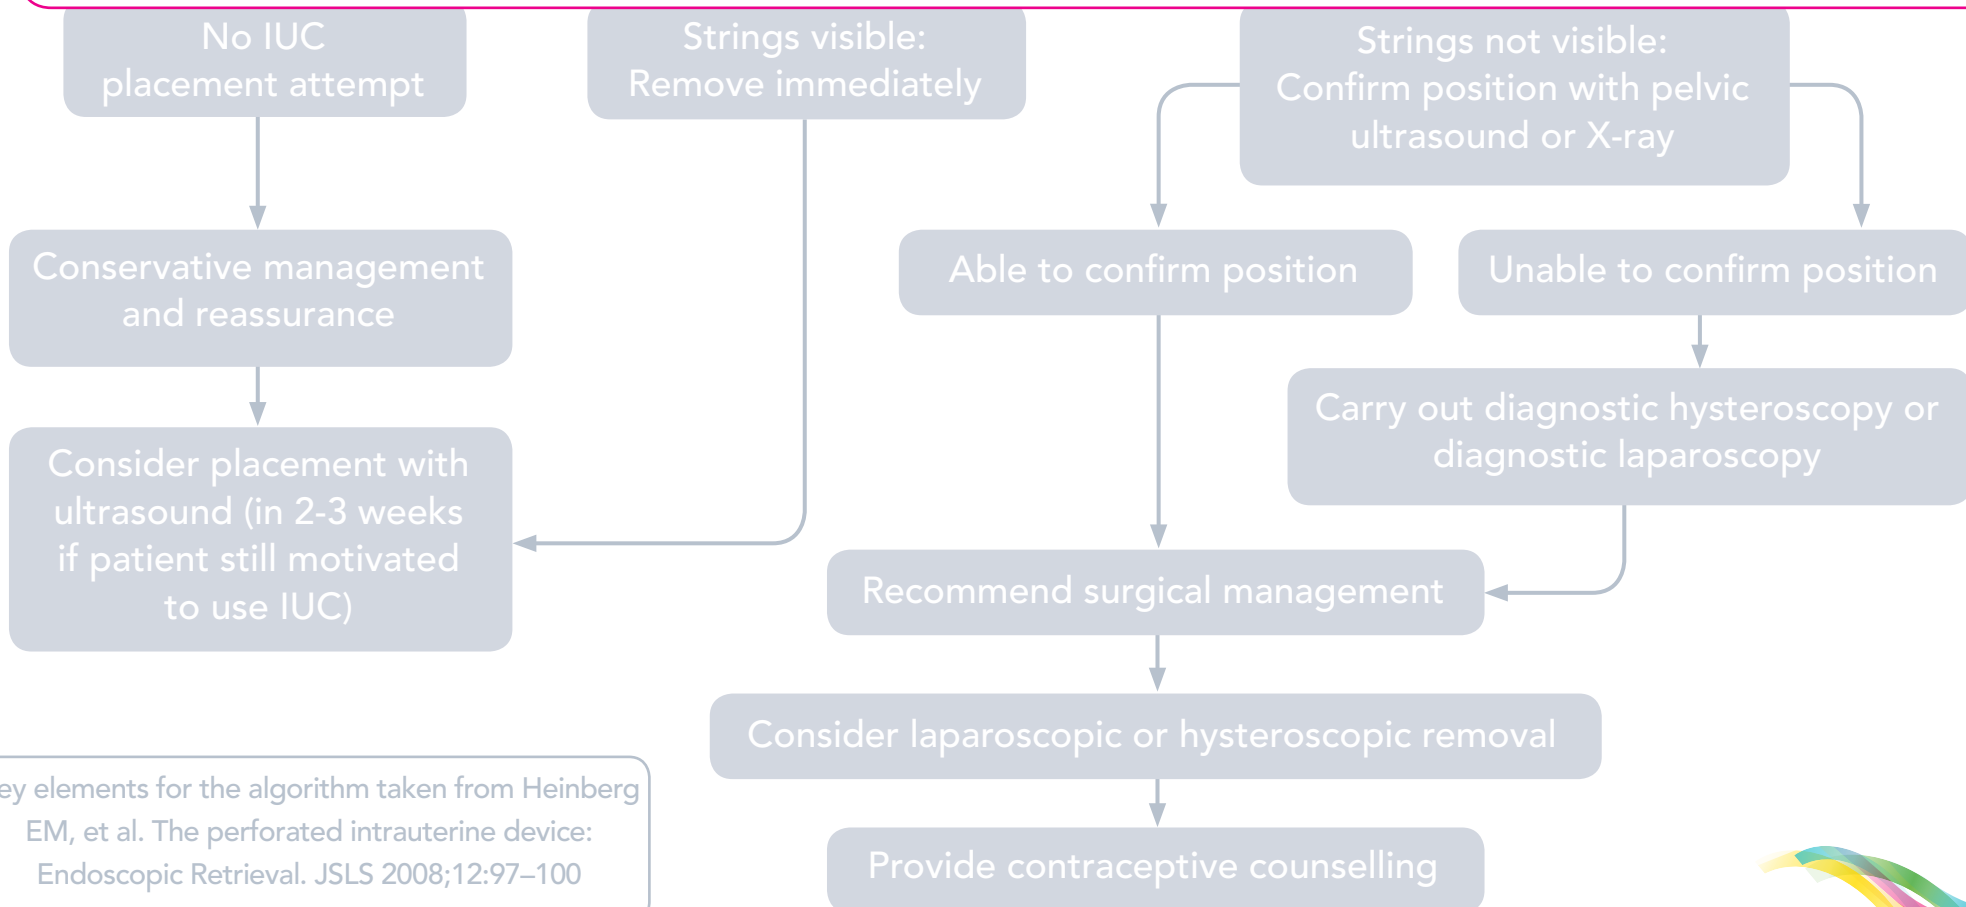 No IUC
placement attempt
Strings visible:
Remove immediately
Strings not visible:
Confirm position with pelvic
ultrasound or X-ray
Conservative management
and reassurance
Able to confirm position
Unable to confirm position
Carry out diagnostic hysteroscopy or
diagnostic laparoscopy
Consider placement with
ultrasound (in 2-3 weeks
if patient still motivated
to use IUC)
Recommend surgical management
Consider laparoscopic or hysteroscopic removal
Provide contraceptive counselling
ey elements for the algorithm taken from Heinberg
EM, et al. The perforated intrauterine device:
Endoscopic Retrieval. JSLS 2008;12:97–100